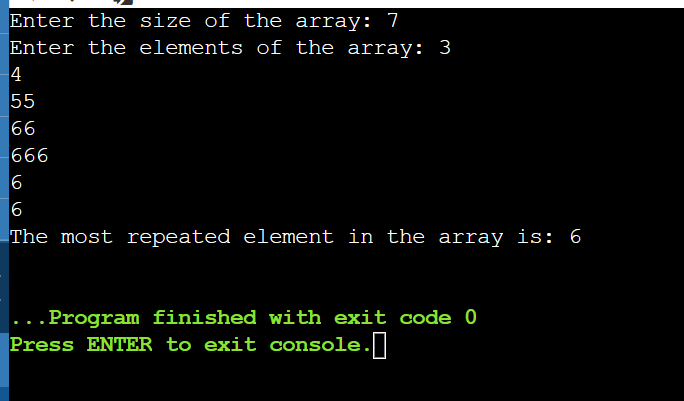 Enter the size of the array: 7
Enter the elements of the array: 3
4
55
66
666
6
6
The most repeated element in the array is: 6
...Program finished with exit code 0
Press ENTER to exit console.